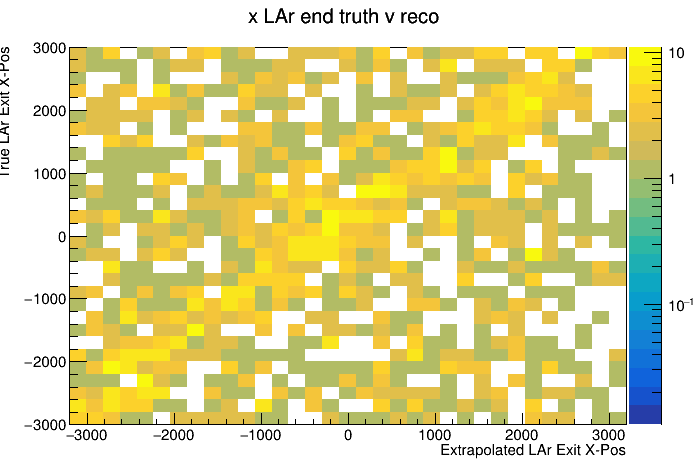 x LAr end truth v reco
True LAr Exit X-Pos
3000
2000
1000
0
−1000
−2000
−3000
−3000 −2000 −1000 0 1000 2000 3000
Extrapolated LAr Exit X-Pos
10
1
10⁻¹